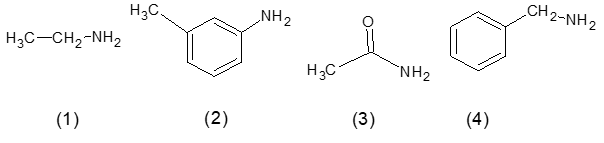 H₃C—CH₂—NH₂
H₃C NH₂
O
H₃C NH₂
CH₂—NH₂
(1) (2) (3) (4)